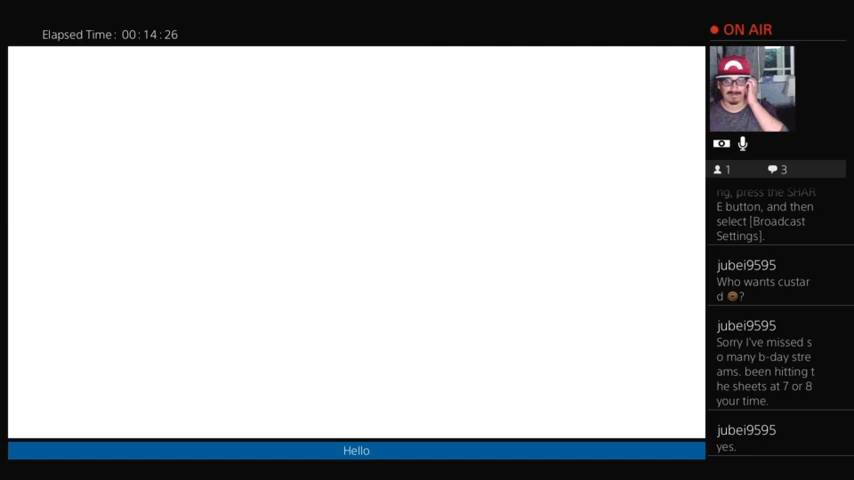 Elapsed Time: 00:14:26
ON AIR
1 3
ng, press the SHAR
E button, and then
select [Broadcast
Settings].
jubei9595
Who wants custar
d 🍩?
jubei9595
Sorry I've missed s
o many b-day stre
ams. been hitting t
he sheets at 7 or 8
your time.
jubei9595
yes.
Hello